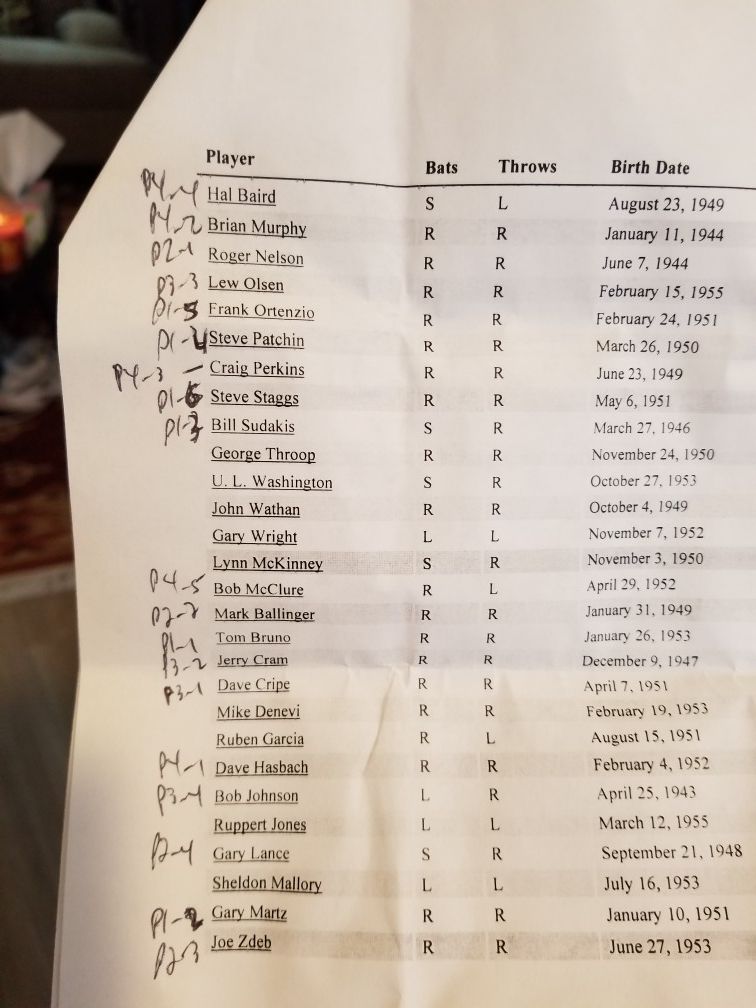 Player Bats Throws Birth Date
P4-4 Hal Baird S L August 23, 1949
P4-2 Brian Murphy R R January 11, 1944
P2-1 Roger Nelson R R June 7, 1944
P3-3 Lew Olsen R R February 15, 1955
P1-5 Frank Ortenzio R R February 24, 1951
P1-4 Steve Patchin R R March 26, 1950
P4-3 - Craig Perkins R R June 23, 1949
P1-6 Steve Staggs R R May 6, 1951
P1-3 Bill Sudakis S R March 27, 1946
George Throop R R November 24, 1950
U. L. Washington S R October 27, 1953
John Wathan R R October 4, 1949
Gary Wright L L November 7, 1952
Lynn McKinney S R November 3, 1950
P4-5 Bob McClure R L April 29, 1952
P2-2 Mark Ballinger R R January 31, 1949
P1-1 Tom Bruno R R January 26, 1953
P3-2 Jerry Cram R R December 9, 1947
P3-1 Dave Cripe R R April 7, 1951
Mike Denevi R R February 19, 1953
Ruben Garcia R L August 15, 1951
P4-1 Dave Hasbach R R February 4, 1952
P3-4 Bob Johnson L R April 25, 1943
Ruppert Jones L L March 12, 1955
P2-4 Gary Lance S R September 21, 1948
Sheldon Mallory L L July 16, 1953
P1-2 Gary Martz R R January 10, 1951
P2-3 Joe Zdeb R R June 27, 1953